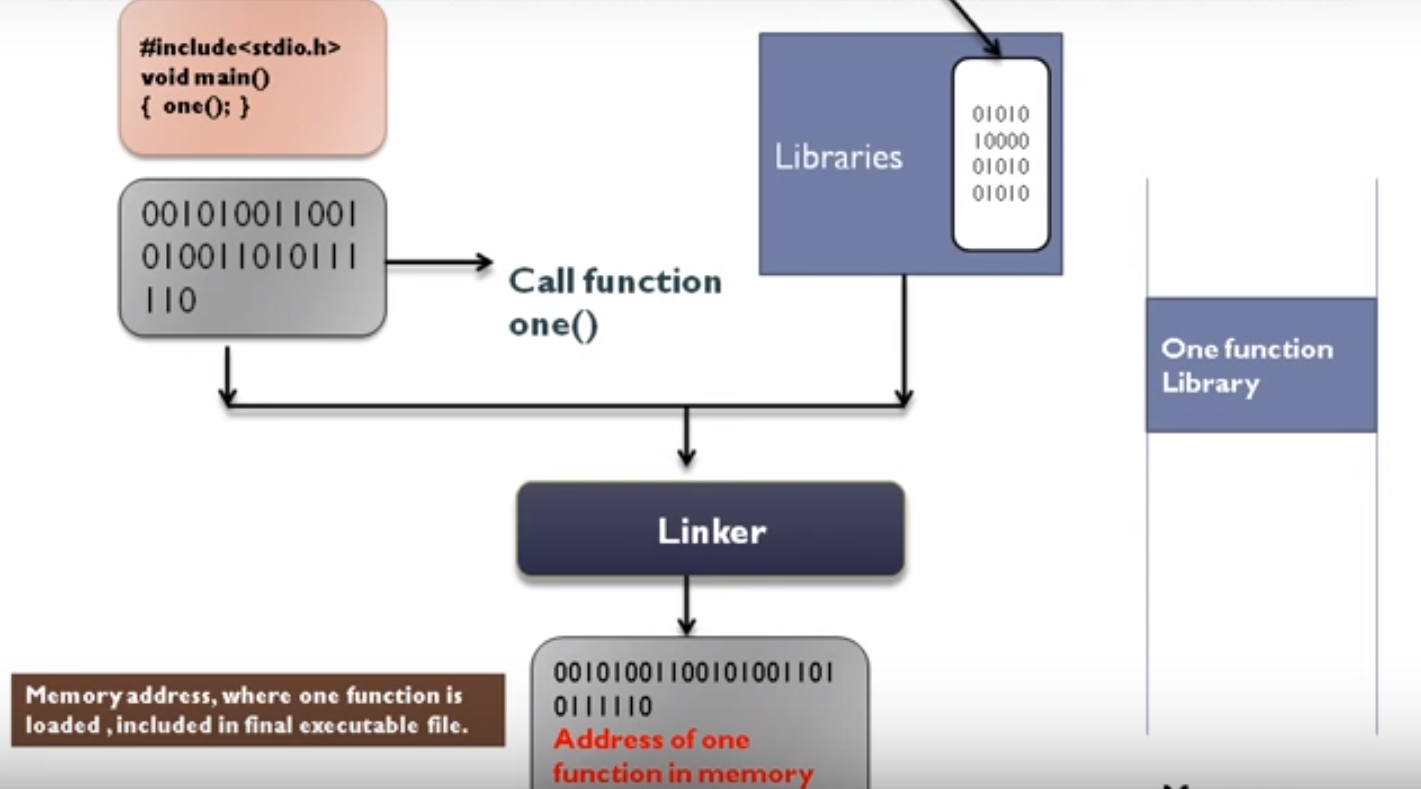 #include<stdio.h>
void main()
{ one(); }
001010011001
010011010111
110
Call function
one()
Libraries
01010
10000
01010
01010
One function
Library
Linker
Memory address, where one function is
loaded , included in final executable file.
00101001100101001101
0111110
Address of one
function in memory